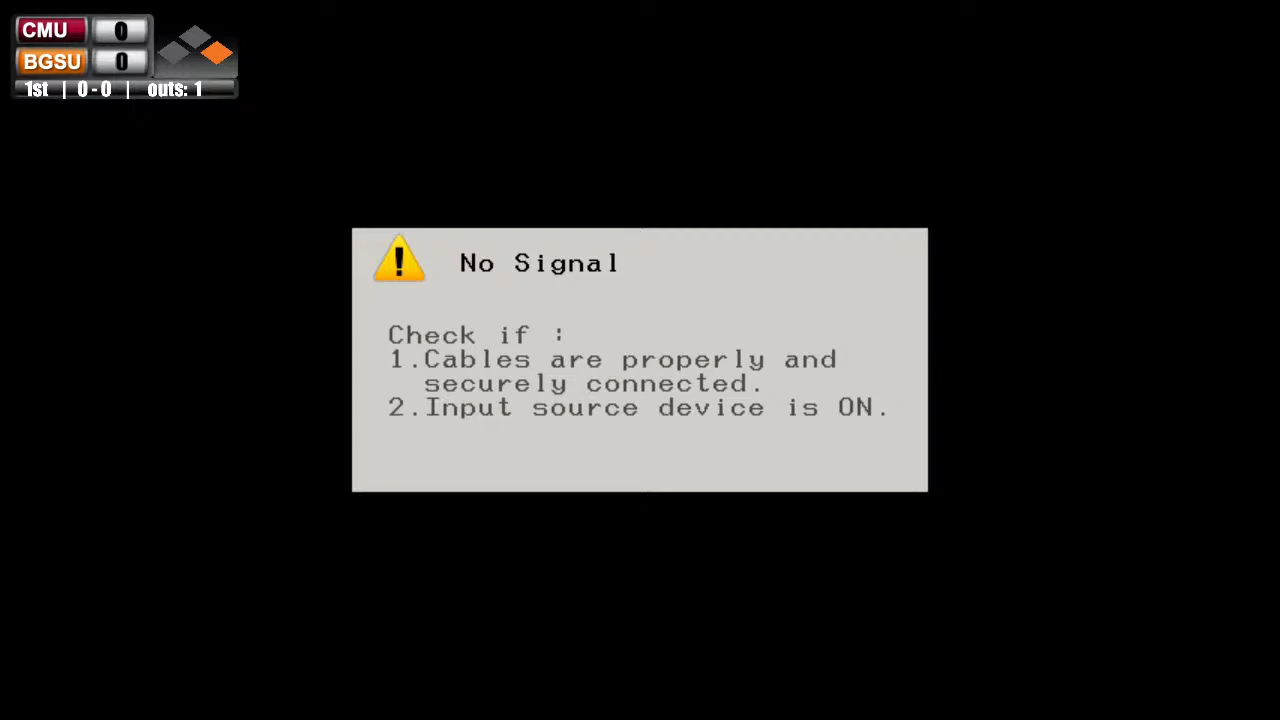 CMU 0
BGSU 0
1st | 0-0 | outs: 1
No Signal
Check if :
1.Cables are properly and
securely connected.
2.Input source device is ON.